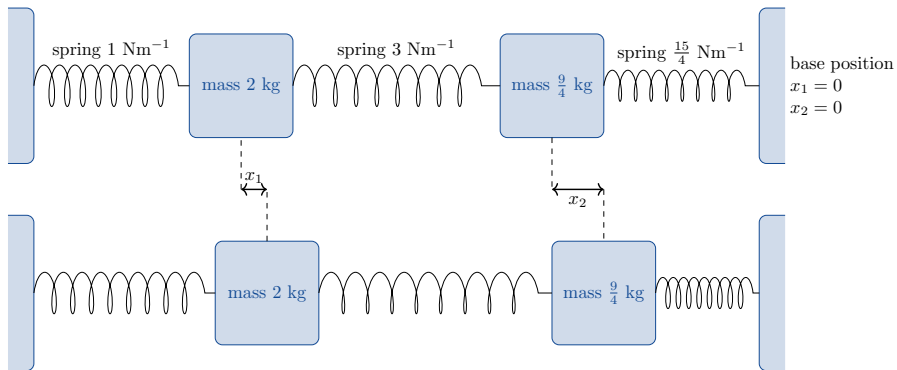 spring 1 Nm⁻¹
spring 3 Nm⁻¹
spring 15/4 Nm⁻¹
mass 2 kg
mass 9/4 kg
base position
x₁ = 0
x₂ = 0
x₁
x₂
mass 2 kg
mass 9/4 kg